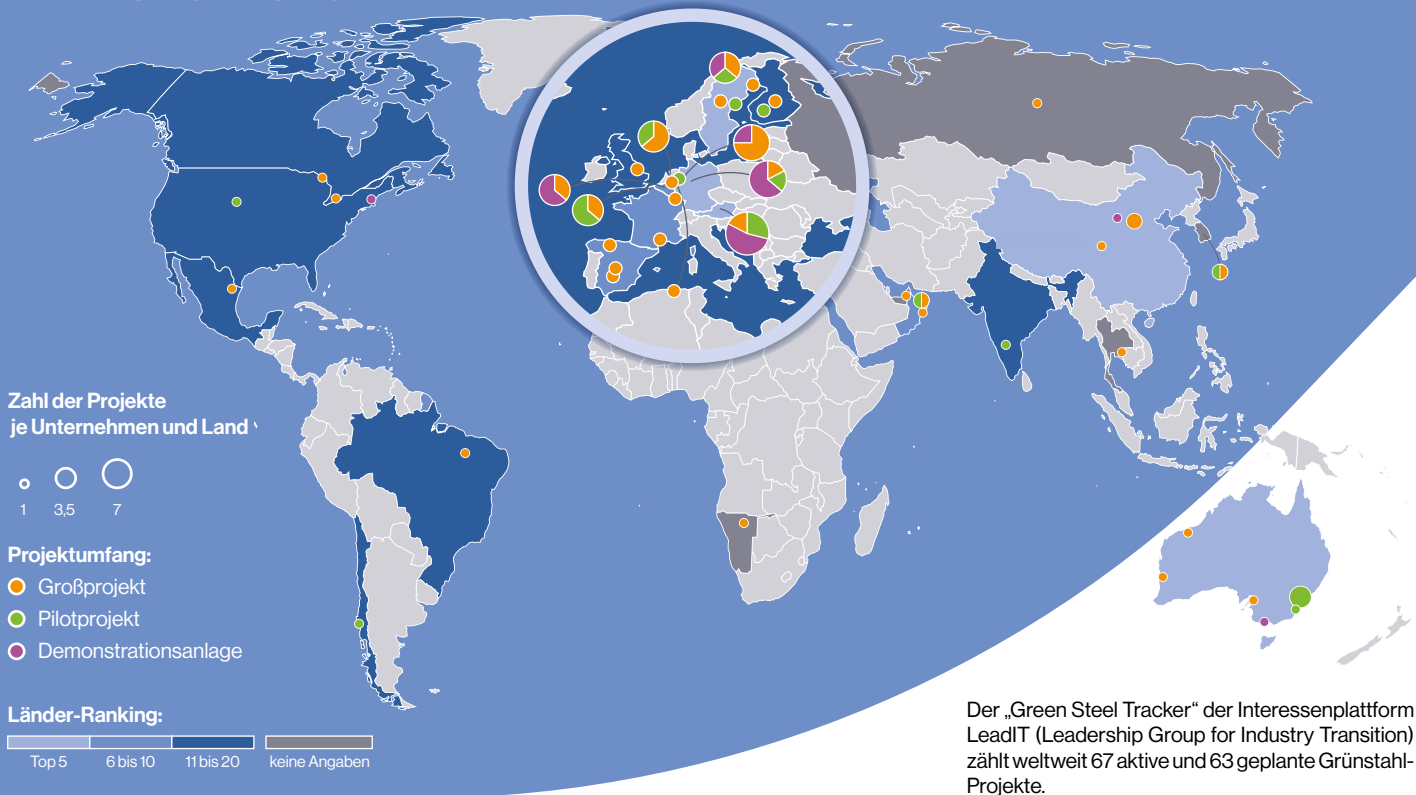 Zahl der Projekte
je Unternehmen und Land
1 3,5 7
Projektumfang:
Großprojekt
Pilotprojekt
Demonstrationsanlage
Länder-Ranking:
Top 5 6 bis 10 11 bis 20 keine Angaben
Der „Green Steel Tracker“ der Interessenplattform
LeadIT (Leadership Group for Industry Transition)
zählt weltweit 67 aktive und 63 geplante Grünstahl-
Projekte.